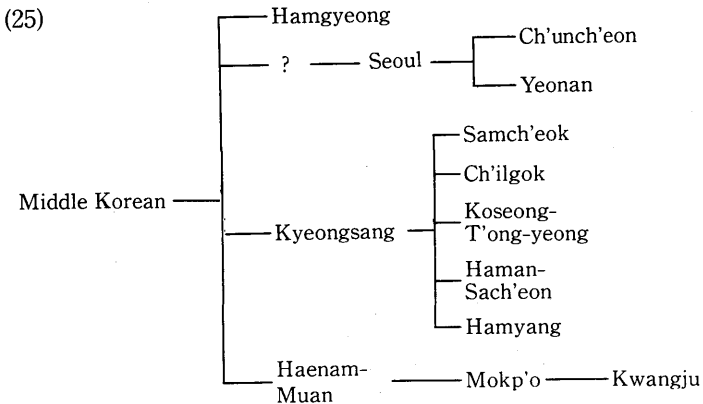 (25)
Hamgyeong
Ch'unch'eon
? Seoul
Yeonan
Samch'eok
Ch'ilgok
Middle Korean
Koseong-
T'ong-yeong
Kyeongsang
Haman-
Sach'eon
Hamyang
Haenam-
Muan
Mokp'o Kwangju